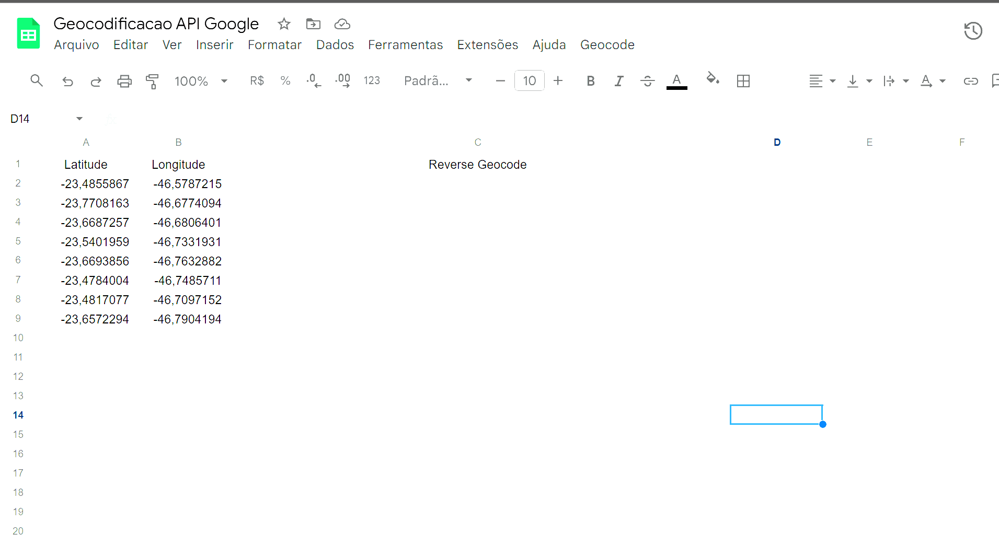 Geocodificacao API Google
Arquivo Editar Ver Inserir Formatar Dados Ferramentas Extensões Ajuda Geocode
100% R$ % .0 .00 123 Padrã... 10 B I S A A
D14
A B C D E F
1 Latitude Longitude Reverse Geocode
2 -23,4855867 -46,5787215
3 -23,7708163 -46,6774094
4 -23,6687257 -46,6806401
5 -23,5401959 -46,7331931
6 -23,6693856 -46,7632882
7 -23,4784004 -46,7485711
8 -23,4817077 -46,7097152
9 -23,6572294 -46,7904194
10
11
12
13
14
15
16
17
18
19
20